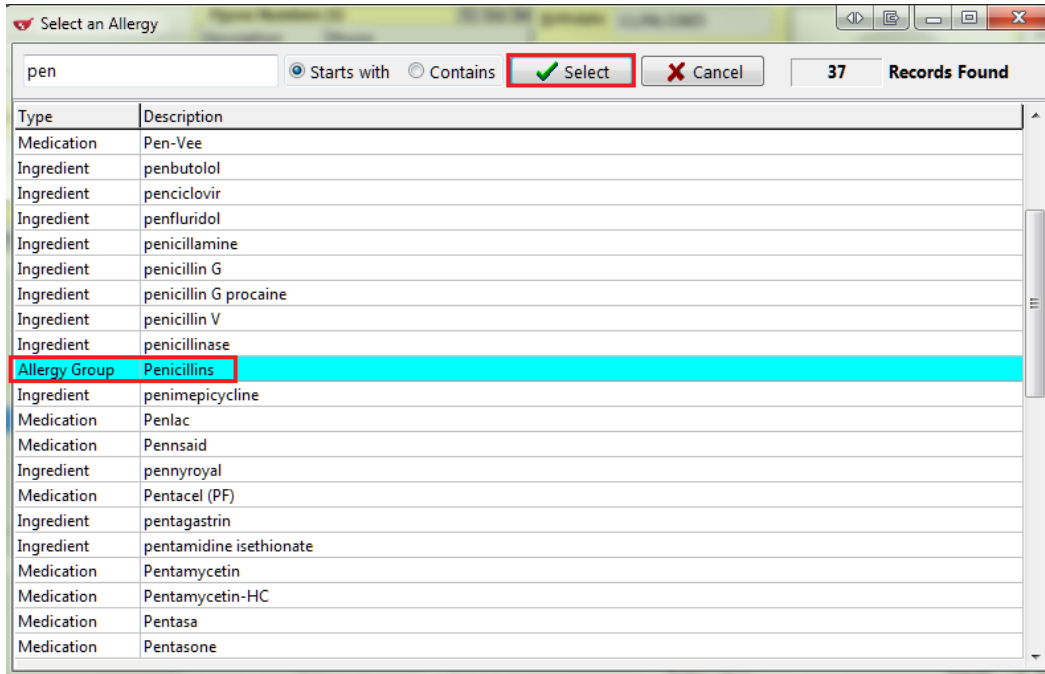 Select an Allergy
pen Starts with Contains Select Cancel 37 Records Found
Type Description
Medication Pen-Vee
Ingredient penbutolol
Ingredient penciclovir
Ingredient penfluridol
Ingredient penicillamine
Ingredient penicillin G
Ingredient penicillin G procaine
Ingredient penicillin V
Ingredient penicillinase
Allergy Group Penicillins
Ingredient penimepicycline
Medication Penlac
Medication Pennsaid
Ingredient pennyroyal
Medication Pentacel (PF)
Ingredient pentagastrin
Ingredient pentamidine isethionate
Medication Pentamycetin
Medication Pentamycetin-HC
Medication Pentasa
Medication Pentasone